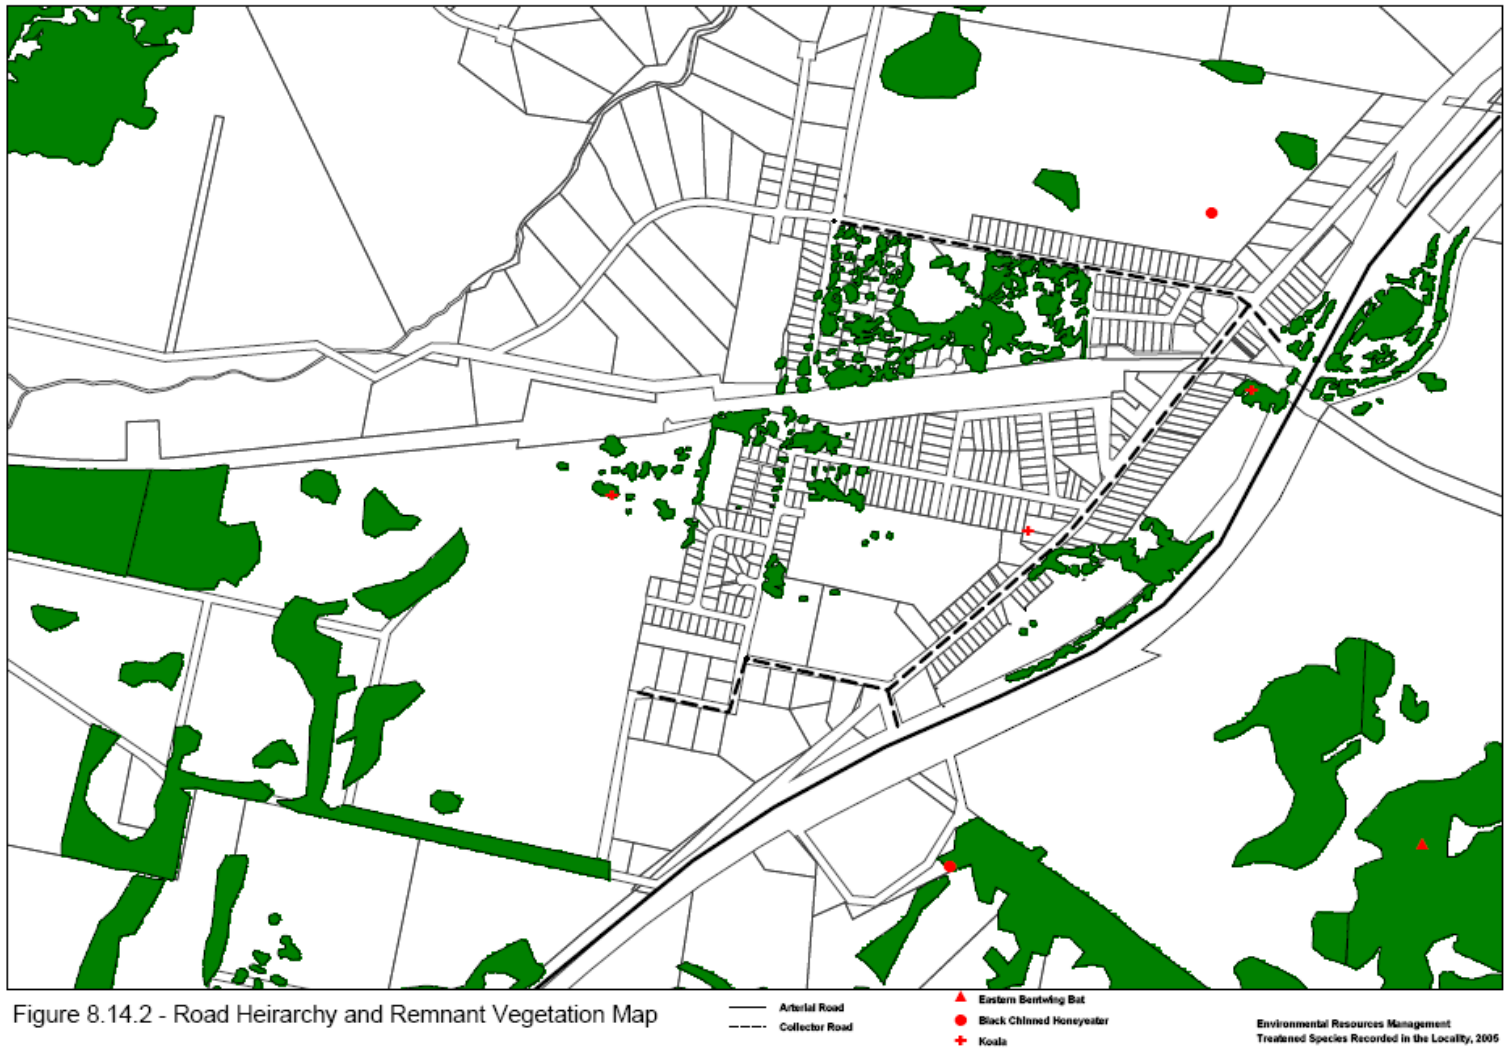 Figure 8.14.2 - Road Heirarchy and Remnant Vegetation Map
Arterial Road
Collector Road
Eastern Bentwing Bat
Black Chinned Honeyeater
Koala
Environmental Resources Management
Treatened Species Recorded in the Locality, 2005